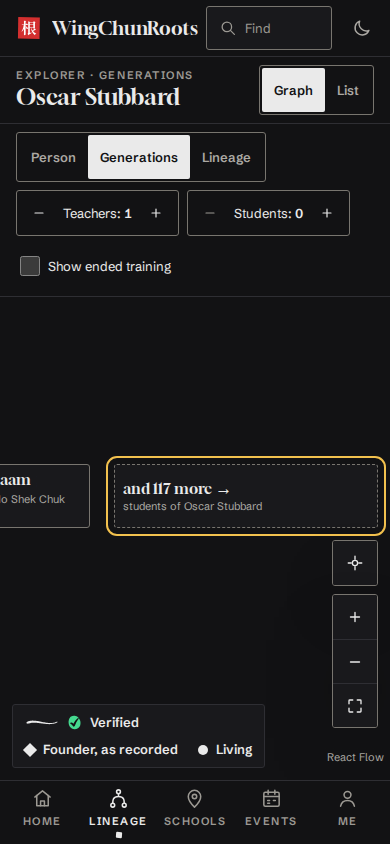 根 WingChunRoots
Find
EXPLORER · GENERATIONS
Oscar Stubbard
Graph List
Person Generations Lineage
− Teachers: 1 +
− Students: 0 +
Show ended training
aam
lo Shek Chuk
and 117 more →
students of Oscar Stubbard
+
−
Verified
Founder, as recorded Living
React Flow
HOME LINEAGE SCHOOLS EVENTS ME